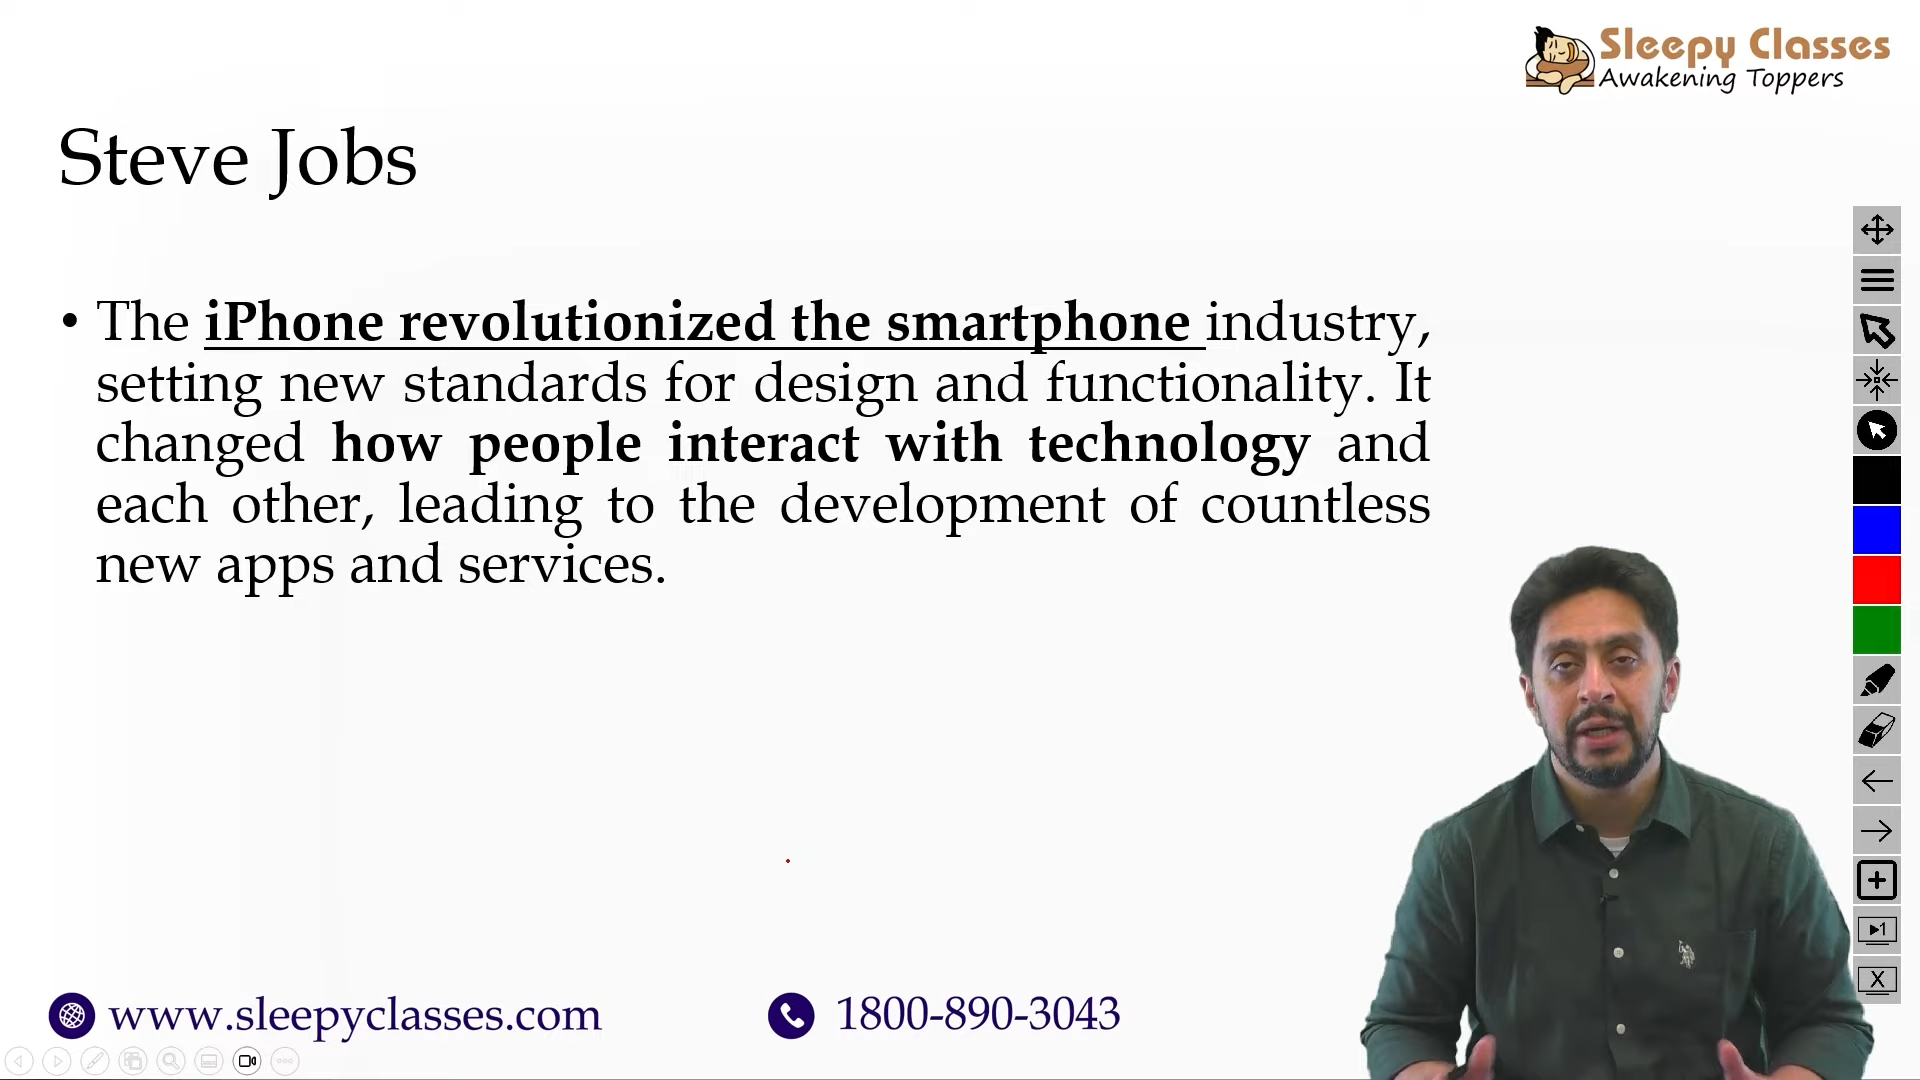 Sleepy Classes
Awakening Toppers
Steve Jobs
• The iPhone revolutionized the smartphone industry,
setting new standards for design and functionality. It
changed how people interact with technology and
each other, leading to the development of countless
new apps and services.
www.sleepyclasses.com
1800-890-3043
1
X